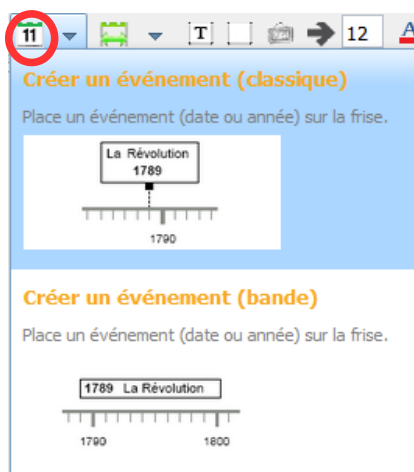 11 T 12 A
Créer un événement (classique)
Place un événement (date ou année) sur la frise.
La Révolution
1789
1790
Créer un événement (bande)
Place un événement (date ou année) sur la frise.
1789 La Révolution
1790 1800